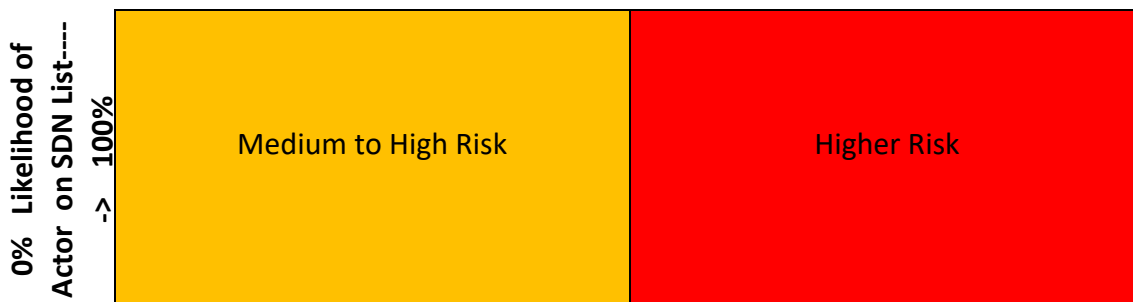 0% Likelihood of
Actor on SDN List----
-> 100%
Medium to High Risk
Higher Risk